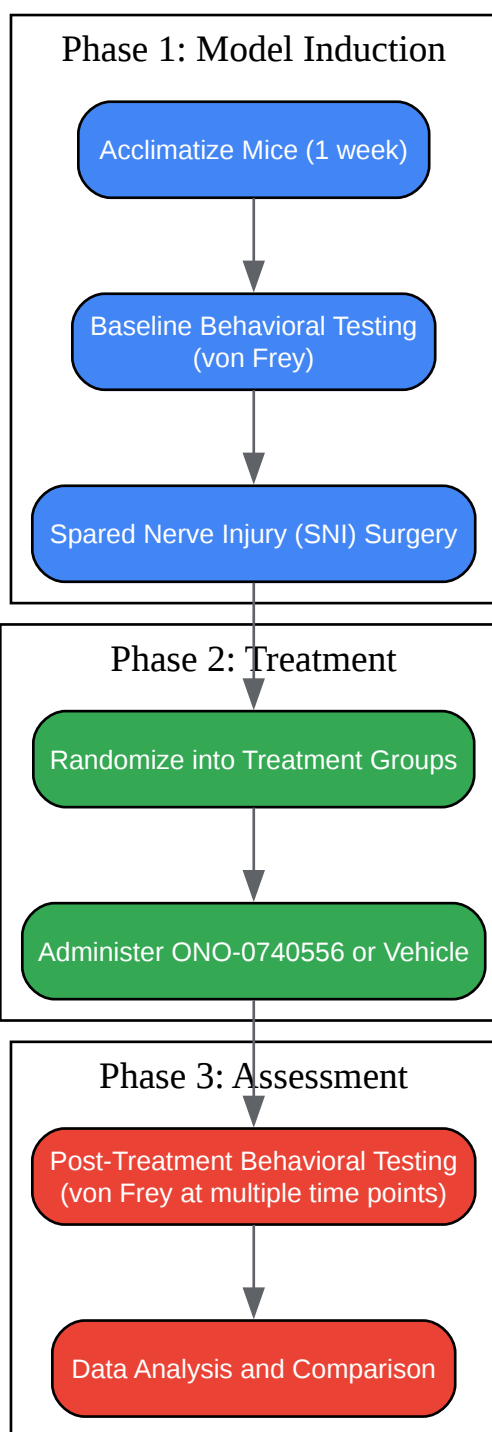 Phase 1: Model Induction
Acclimatize Mice (1 week)
Baseline Behavioral Testing
(von Frey)
Spared Nerve Injury (SNI) Surgery
Phase 2: Treatment
Randomize into Treatment Groups
Administer ONO-0740556 or Vehicle
Phase 3: Assessment
Post-Treatment Behavioral Testing
(von Frey at multiple time points)
Data Analysis and Comparison